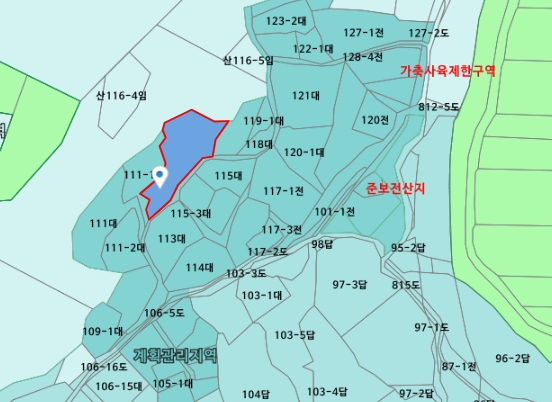 123-2대
127-1전
127-2도
122-1대
128-4전
산116-5임
가축사육제한구역
산116-4임
121대
812-5도
119-1대
120전
118대
120-1대
111-1
115대
준보전산지
117-1전
115-3대
101-1전
111대
117-3전
113대
98답
95-2답
111-2대
117-2도
114대
103-3도
97-3답
815도
103-1대
106-5도
109-1대
103-5답
97-1도
계획관리지역
96-2답
106-16도
87-1전
105-1대
106-15대
104답
103-4답
97-2답